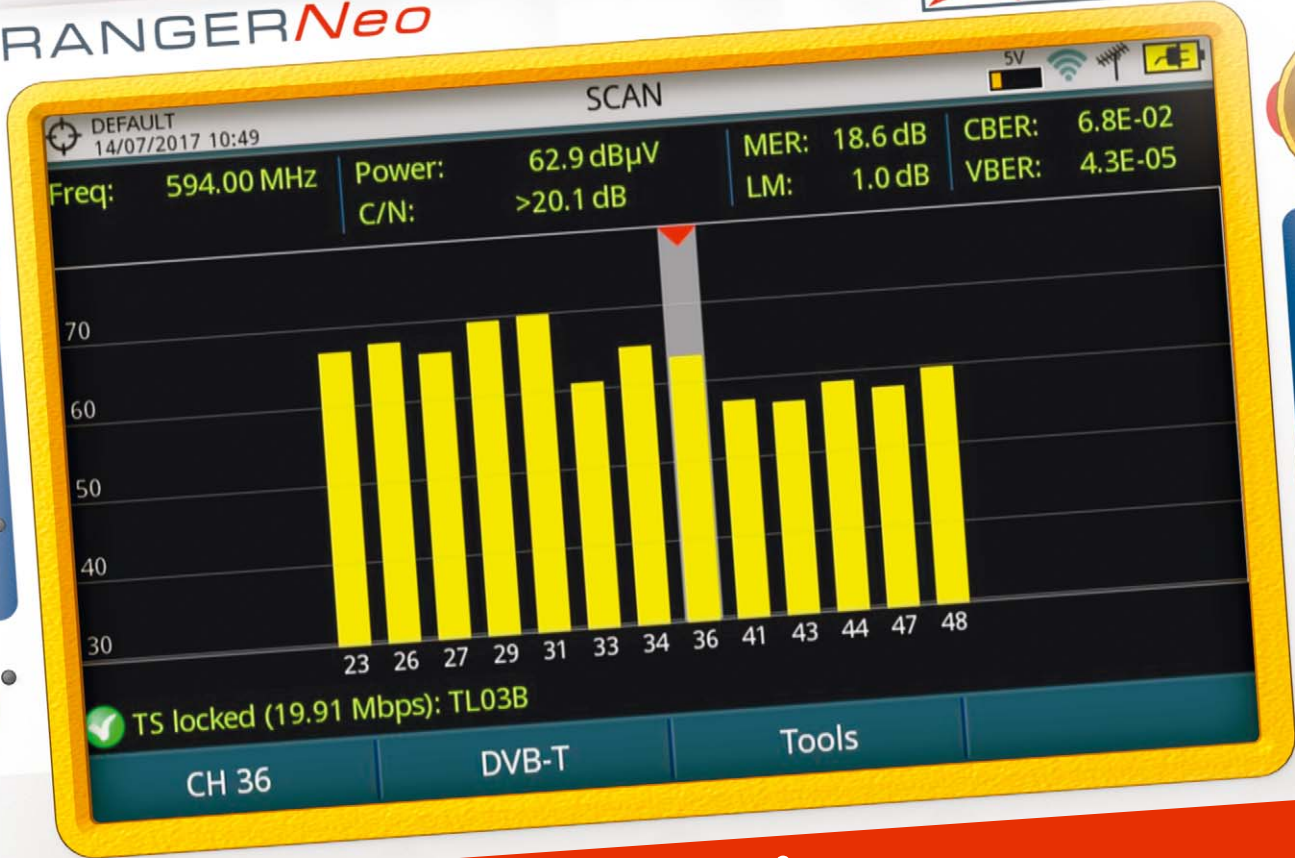 RANGERNeo
DEFAULT
14/07/2017 10:49
SCAN
5V
Freq: 594.00 MHz
Power: 62.9 dBµV
C/N: >20.1 dB
MER: 18.6 dB
LM: 1.0 dB
CBER: 6.8E-02
VBER: 4.3E-05
70
60
50
40
30
23 26 27 29 31 33 34 36 41 43 44 47 48
TS locked (19.91 Mbps): TL03B
CH 36 DVB-T Tools